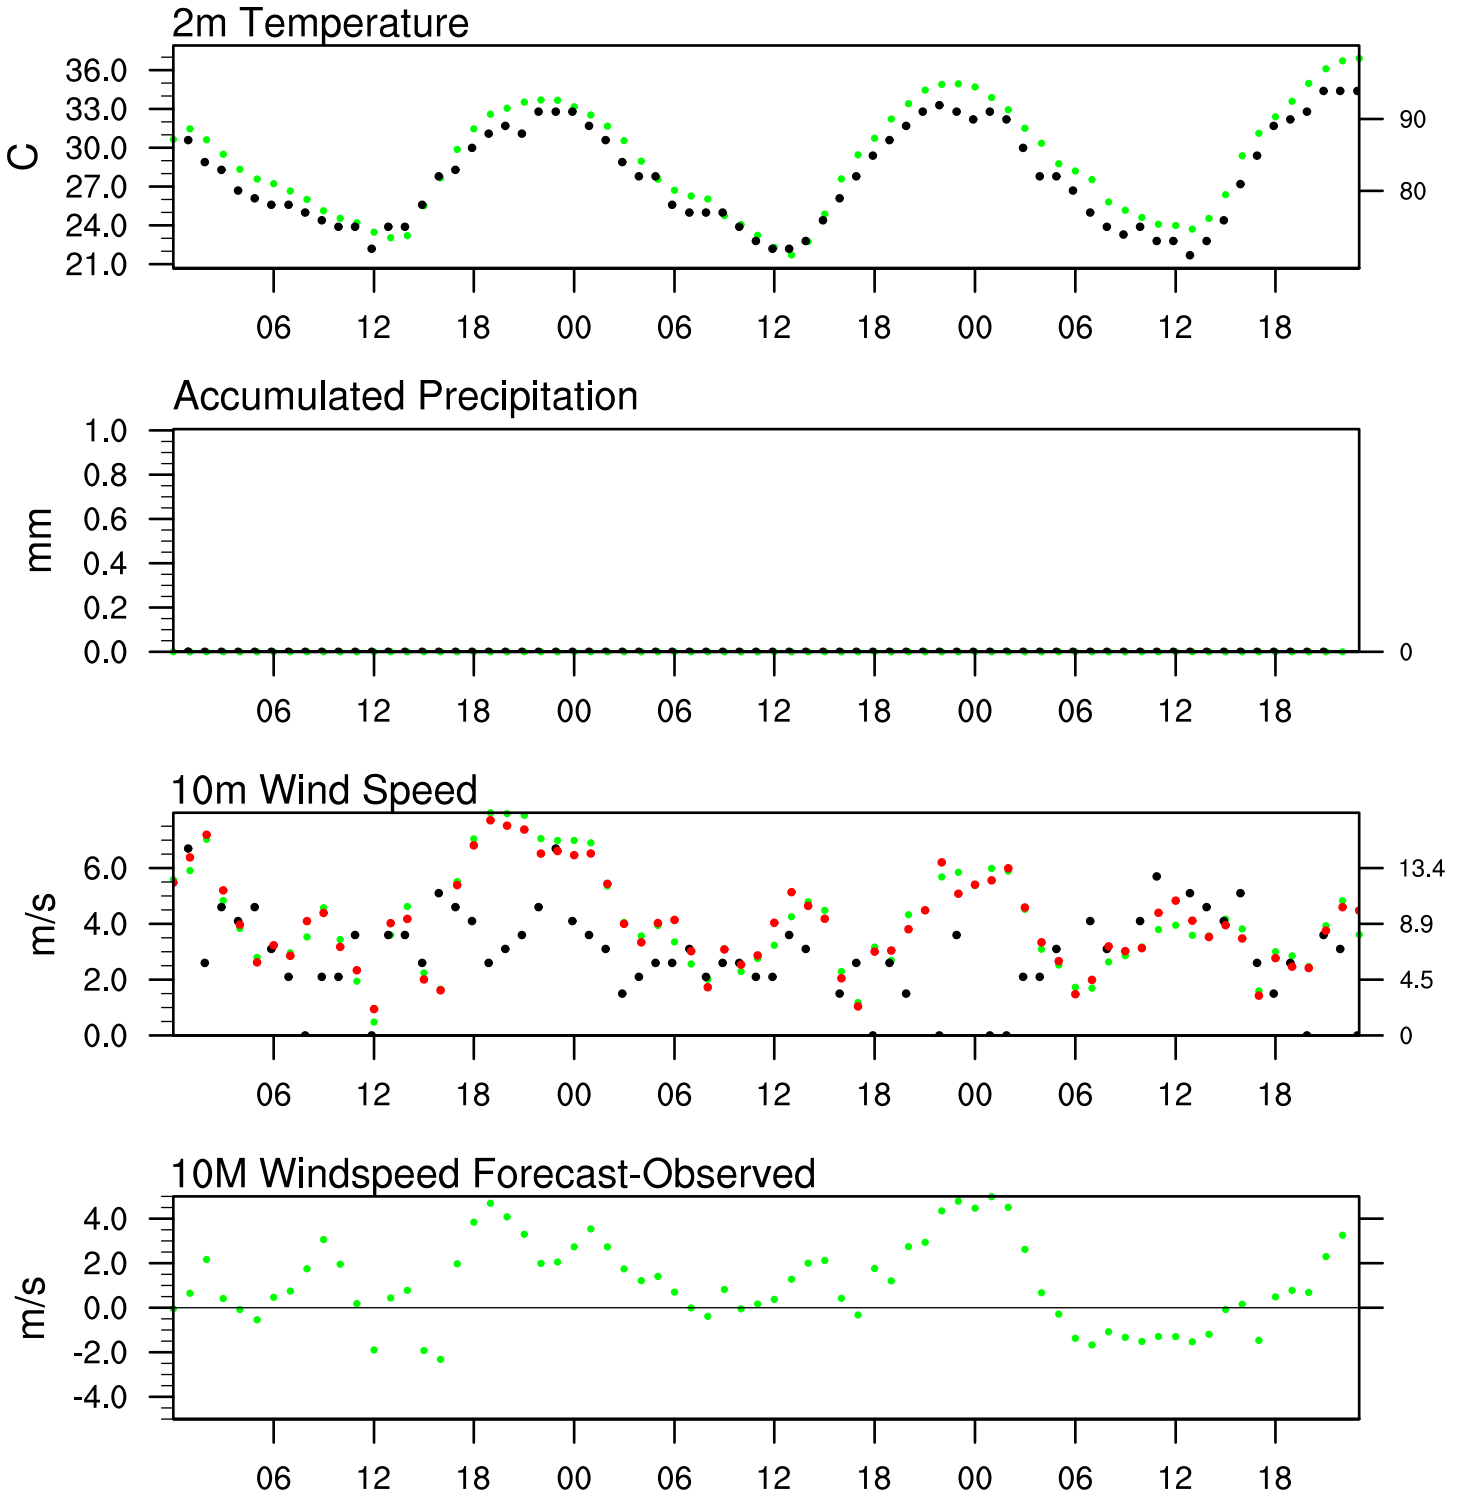 2m Temperature
C
36.0
33.0
30.0
27.0
24.0
21.0
90
80
06 12 18 00 06 12 18 00 06 12 18
Accumulated Precipitation
mm
1.0
0.8
0.6
0.4
0.2
0.0
0
06 12 18 00 06 12 18 00 06 12 18
10m Wind Speed
m/s
6.0
4.0
2.0
0.0
13.4
8.9
4.5
0
06 12 18 00 06 12 18 00 06 12 18
10M Windspeed Forecast-Observed
m/s
4.0
2.0
0.0
-2.0
-4.0
06 12 18 00 06 12 18 00 06 12 18